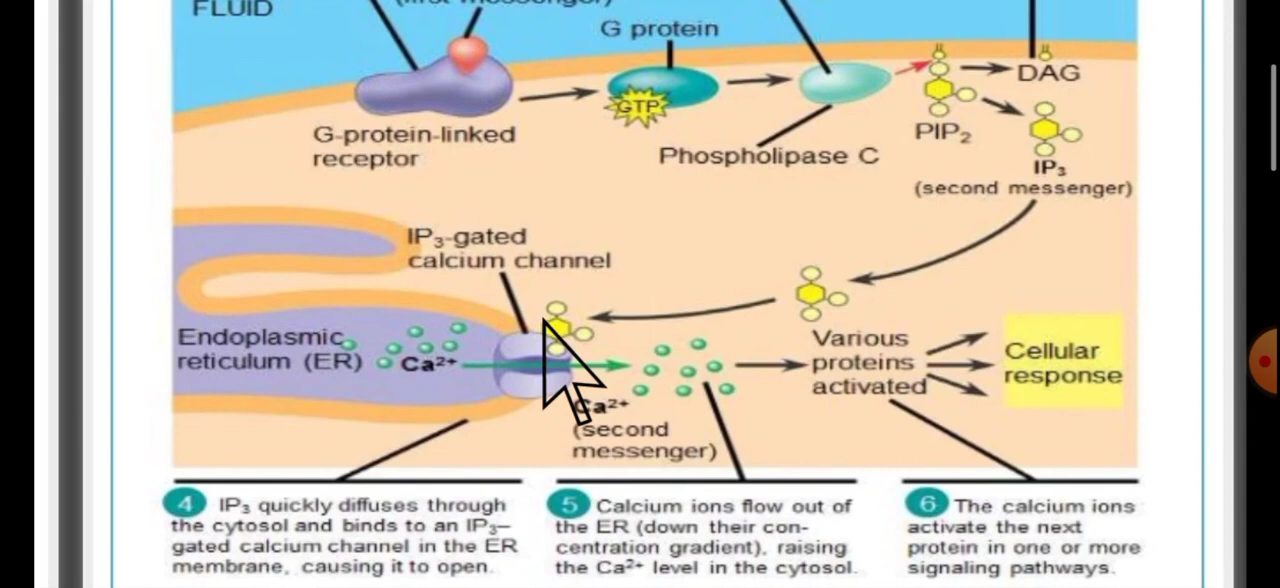 FLUID
(first messenger)
G protein
GTP
DAG
G-protein-linked
receptor
Phospholipase C
PIP₂
IP₃
(second messenger)
IP₃-gated
calcium channel
Endoplasmic
reticulum (ER)
Ca²⁺
Ca²⁺
(second
messenger)
Various
proteins
activated
Cellular
response
4 IP₃ quickly diffuses through
the cytosol and binds to an IP₃–
gated calcium channel in the ER
membrane, causing it to open.
5 Calcium ions flow out of
the ER (down their con-
centration gradient), raising
the Ca²⁺ level in the cytosol.
6 The calcium ions
activate the next
protein in one or more
signaling pathways.